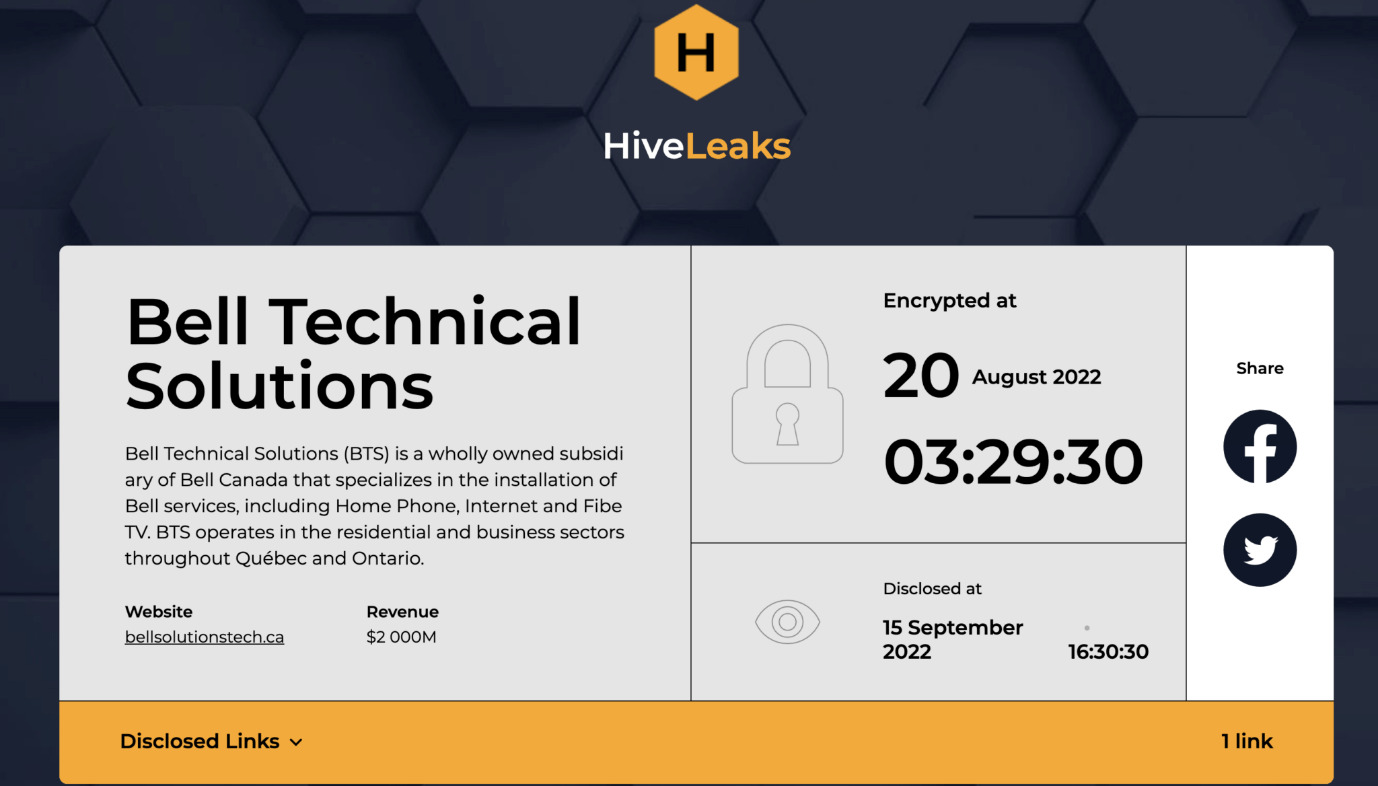 H
HiveLeaks
Bell Technical
Solutions
Bell Technical Solutions (BTS) is a wholly owned subsidi
ary of Bell Canada that specializes in the installation of
Bell services, including Home Phone, Internet and Fibe
TV. BTS operates in the residential and business sectors
throughout Québec and Ontario.
Website
bellsolutionstech.ca
Revenue
$2 000M
Encrypted at
20 August 2022
03:29:30
Disclosed at
15 September
2022
16:30:30
Share
Disclosed Links
1 link